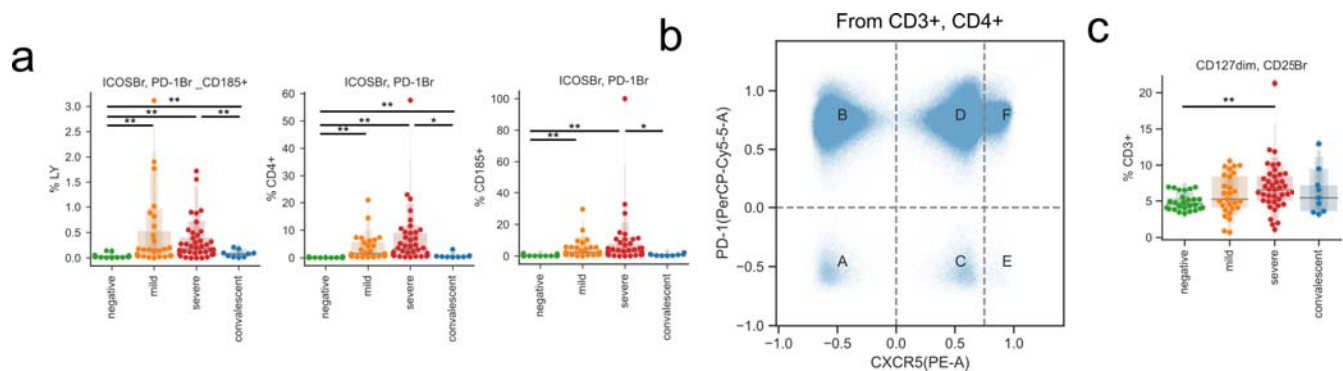 a
ICOSBr, PD-1Br _CD185+
% LY
3.0
2.5
2.0
1.5
1.0
0.5
0.0
**
**
**
**
negative
mild
severe
convalescent
ICOSBr, PD-1Br
% CD4+
60
50
40
30
20
10
0
**
**
**
*
negative
mild
severe
convalescent
ICOSBr, PD-1Br
% CD185+
100
80
60
40
20
0
**
**
*
negative
mild
severe
convalescent
b
From CD3+, CD4+
PD-1(PerCP-Cy5-5-A)
1.0
0.5
0.0
−0.5
−1.0
B
D
F
A
C
E
−1.0
−0.5
0.0
0.5
1.0
CXCR5(PE-A)
c
CD127dim, CD25Br
% CD3+
20
15
10
5
0
**
negative
mild
severe
convalescent